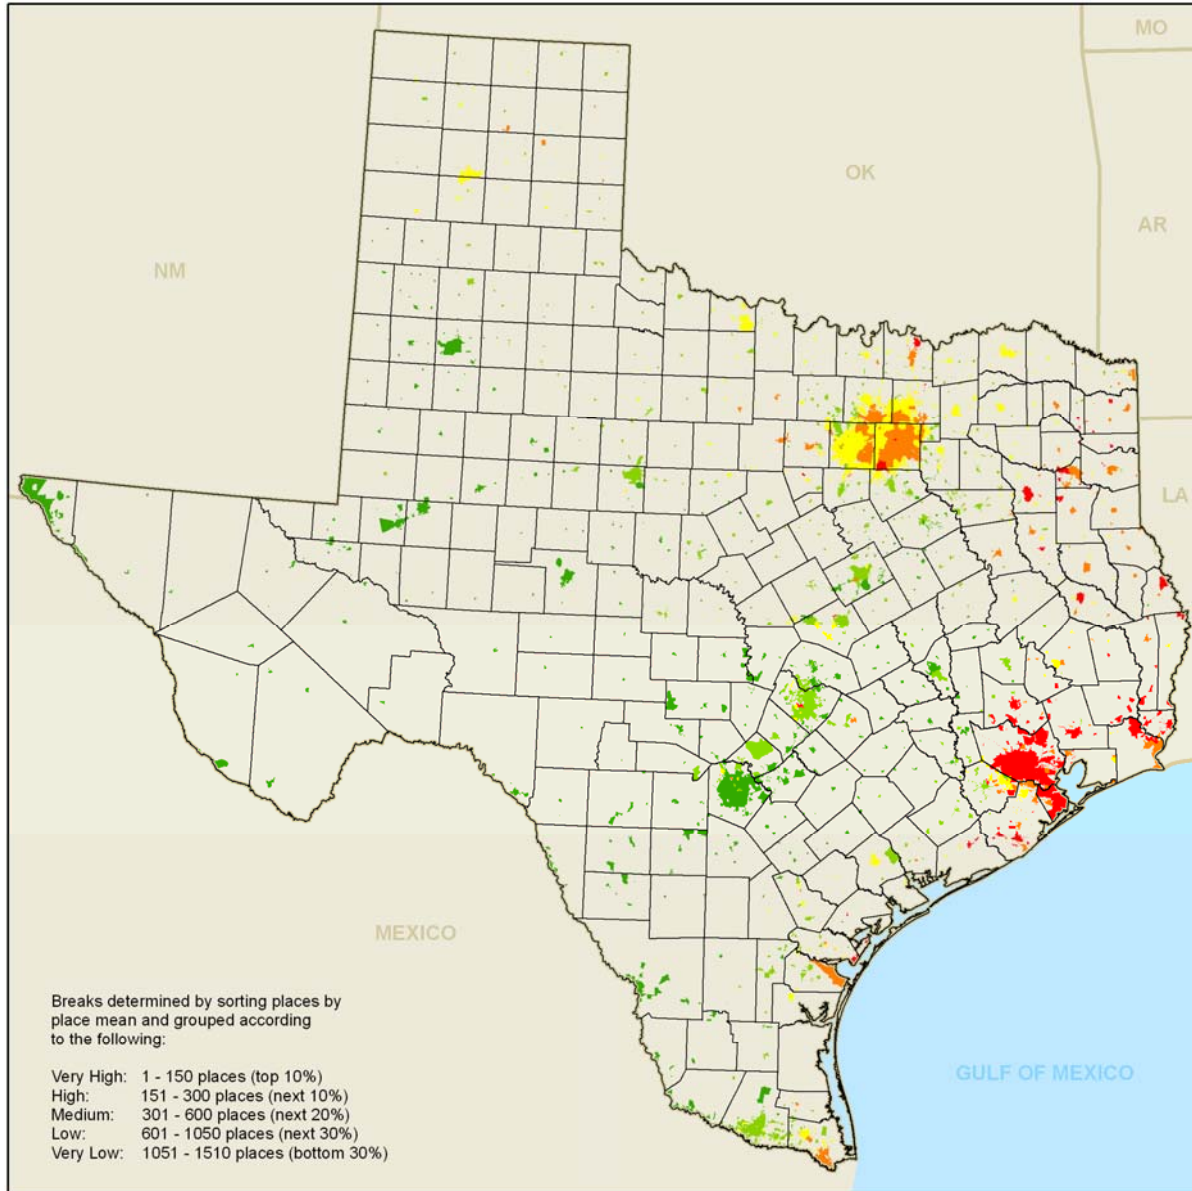 MO
OK
AR
NM
LA
MEXICO
Breaks determined by sorting places by
place mean and grouped according
to the following:
Very High: 1 - 150 places (top 10%)
High: 151 - 300 places (next 10%)
Medium: 301 - 600 places (next 20%)
Low: 601 - 1050 places (next 30%)
Very Low: 1051 - 1510 places (bottom 30%)
GULF OF MEXICO